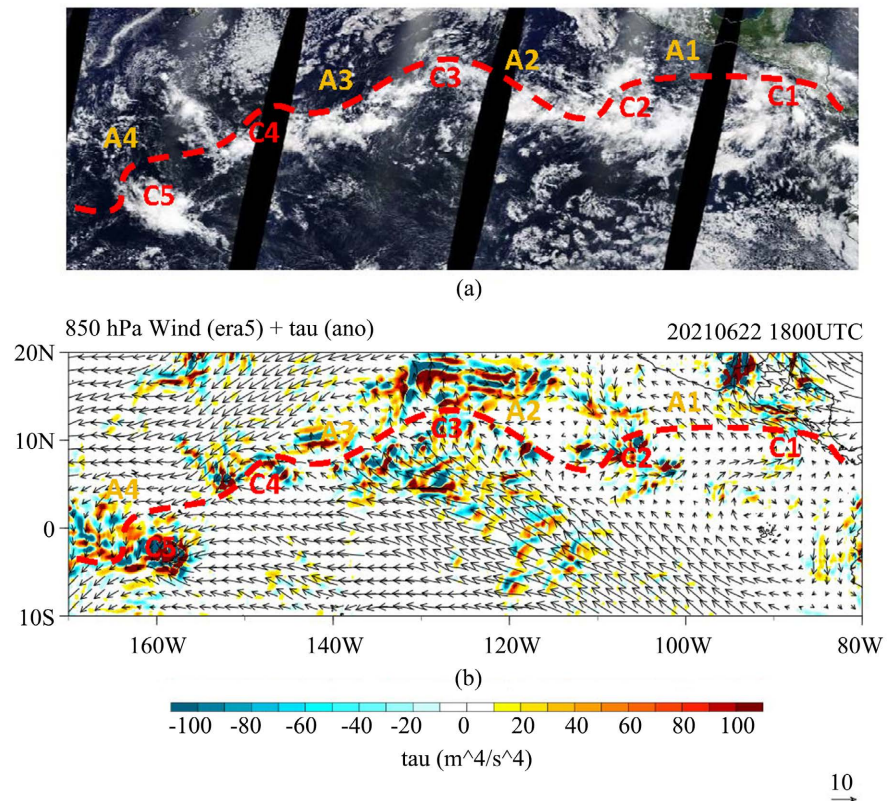 A1
A2
A3
C3
C2
C1
C4
A4
C5
(a)
850 hPa Wind (era5) + tau (ano)
20210622 1800UTC
20N
10N
0
10S
A1
A2
C3
A3
C2
C1
C4
A4
C5
160W
140W
120W
100W
80W
(b)
-100
-80
-60
-40
-20
0
20
40
60
80
100
tau (m^4/s^4)
10